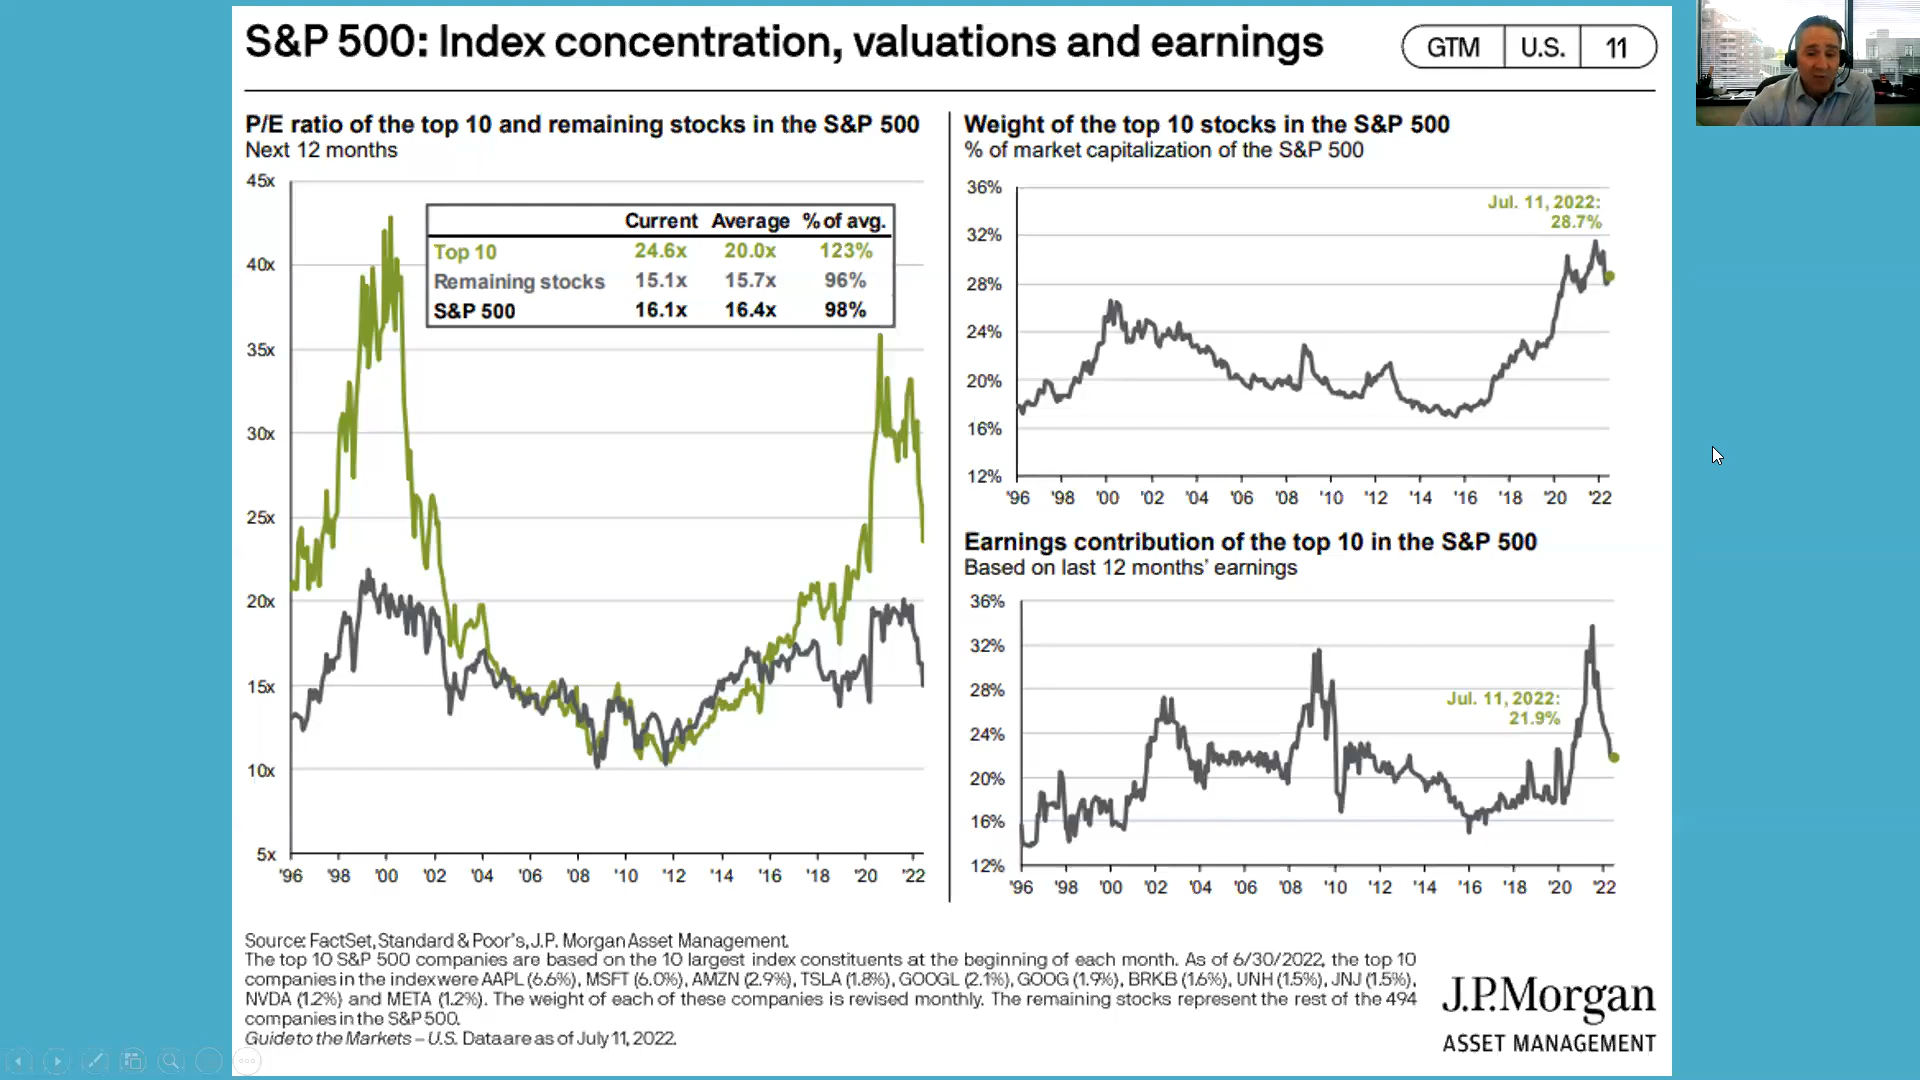 S&P 500: Index concentration, valuations and earnings
GTM U.S. 11
P/E ratio of the top 10 and remaining stocks in the S&P 500
Next 12 months
45x
40x
35x
30x
25x
20x
15x
10x
5x
Current Average % of avg.
Top 10 24.6x 20.0x 123%
Remaining stocks 15.1x 15.7x 96%
S&P 500 16.1x 16.4x 98%
'96 '98 '00 '02 '04 '06 '08 '10 '12 '14 '16 '18 '20 '22
Weight of the top 10 stocks in the S&P 500
% of market capitalization of the S&P 500
36%
32%
28%
24%
20%
16%
12%
Jul. 11, 2022:
28.7%
'96 '98 '00 '02 '04 '06 '08 '10 '12 '14 '16 '18 '20 '22
Earnings contribution of the top 10 in the S&P 500
Based on last 12 months' earnings
36%
32%
28%
24%
20%
16%
12%
Jul. 11, 2022:
21.9%
'96 '98 '00 '02 '04 '06 '08 '10 '12 '14 '16 '18 '20 '22
Source: FactSet, Standard & Poor's, J.P. Morgan Asset Management.
The top 10 S&P 500 companies are based on the 10 largest index constituents at the beginning of each month. As of 6/30/2022, the top 10
companies in the index were AAPL (6.6%), MSFT (6.0%), AMZN (2.9%), TSLA (1.8%), GOOGL (2.1%), GOOG (1.9%), BRKB (1.6%), UNH (1.5%), JNJ (1.5%),
NVDA (1.2%) and META (1.2%). The weight of each of these companies is revised monthly. The remaining stocks represent the rest of the 494
companies in the S&P 500.
Guide to the Markets – U.S. Data are as of July 11, 2022.
J.P.Morgan
ASSET MANAGEMENT